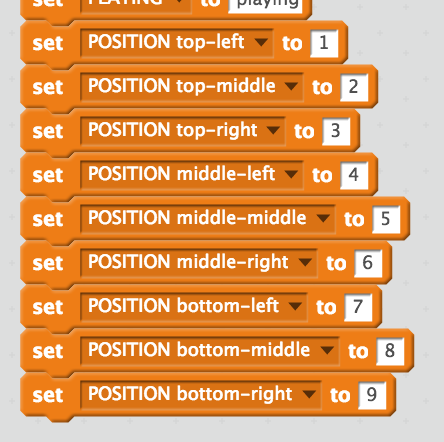 set PLAYING to playing
set POSITION top-left to 1
set POSITION top-middle to 2
set POSITION top-right to 3
set POSITION middle-left to 4
set POSITION middle-middle to 5
set POSITION middle-right to 6
set POSITION bottom-left to 7
set POSITION bottom-middle to 8
set POSITION bottom-right to 9